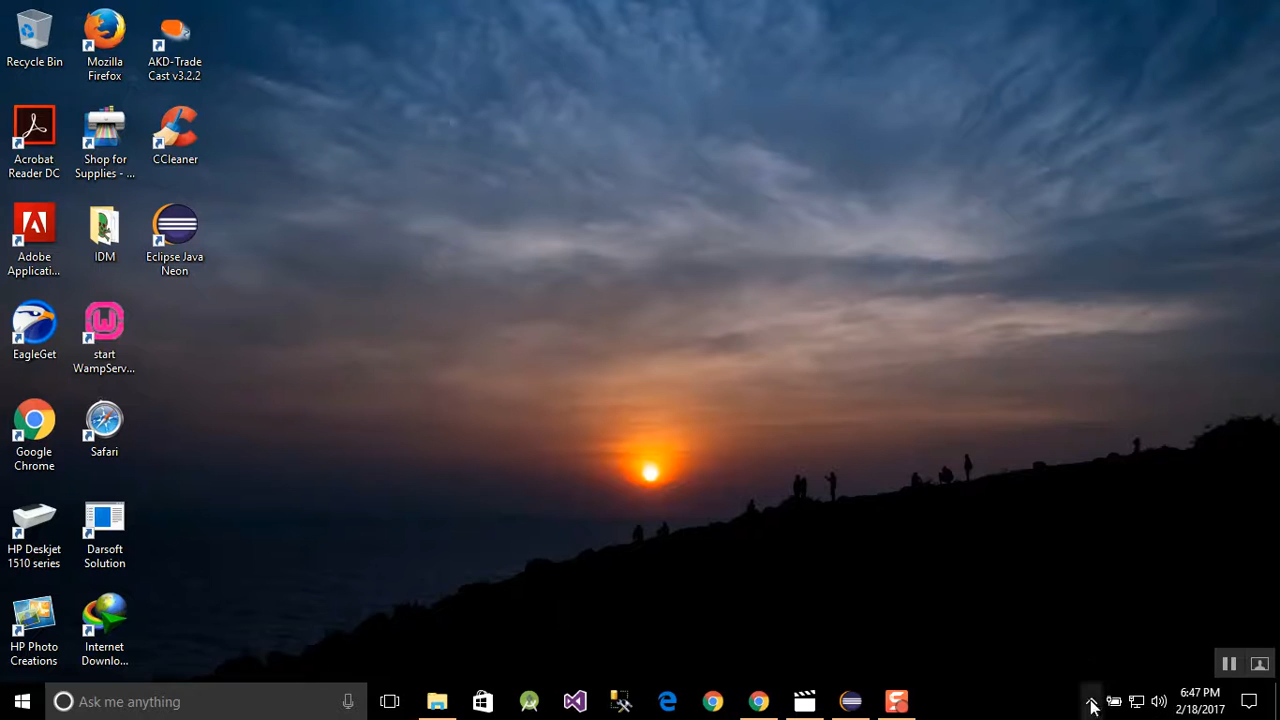 Recycle Bin
Mozilla
Firefox
AKD-Trade
Cast v3.2.2
Acrobat
Reader DC
Shop for
Supplies - ...
CCleaner
Adobe
Applicati...
IDM
Eclipse Java
Neon
EagleGet
start
WampServ...
Google
Chrome
Safari
HP Deskjet
1510 series
Darsoft
Solution
HP Photo
Creations
Internet
Downlo...
Ask me anything
6:47 PM
2/18/2017